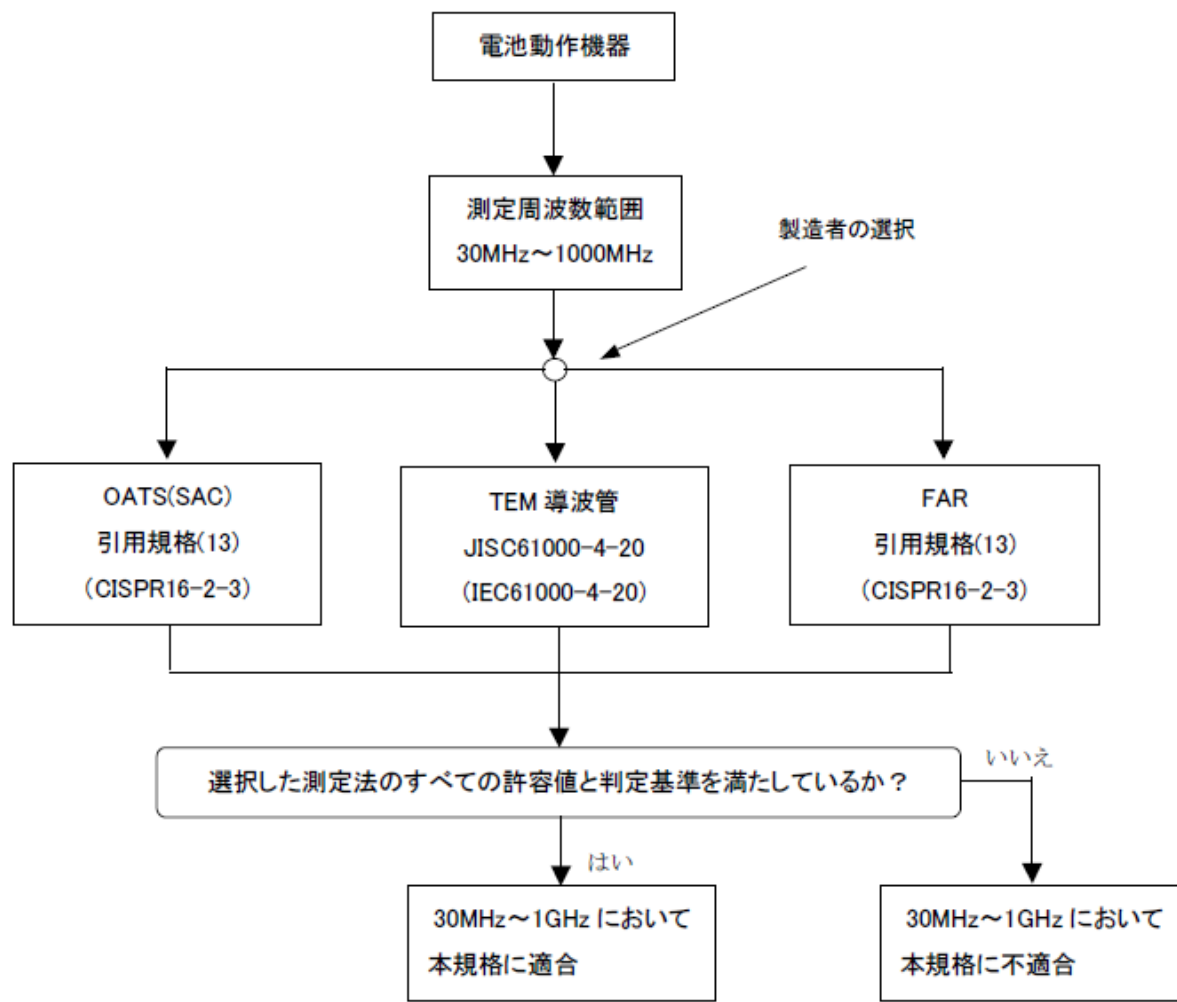 電池動作機器
測定周波数範囲
30MHz～1000MHz
製造者の選択
OATS(SAC)
引用規格(13)
(CISPR16-2-3)
TEM 導波管
JISC61000-4-20
(IEC61000-4-20)
FAR
引用規格(13)
(CISPR16-2-3)
選択した測定法のすべての許容値と判定基準を満たしているか？
いいえ
はい
30MHz～1GHz において
本規格に適合
30MHz～1GHz において
本規格に不適合